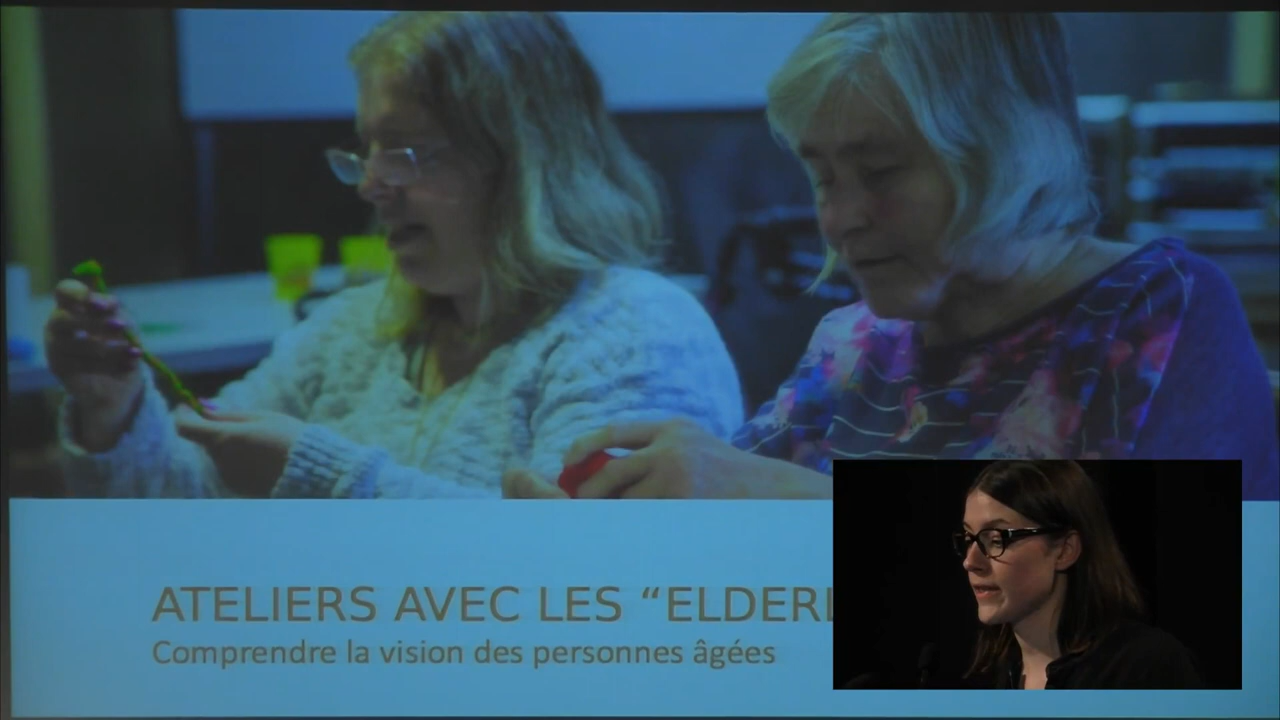 ATELIERS AVEC LES “ELDER
Comprendre la vision des personnes âgées